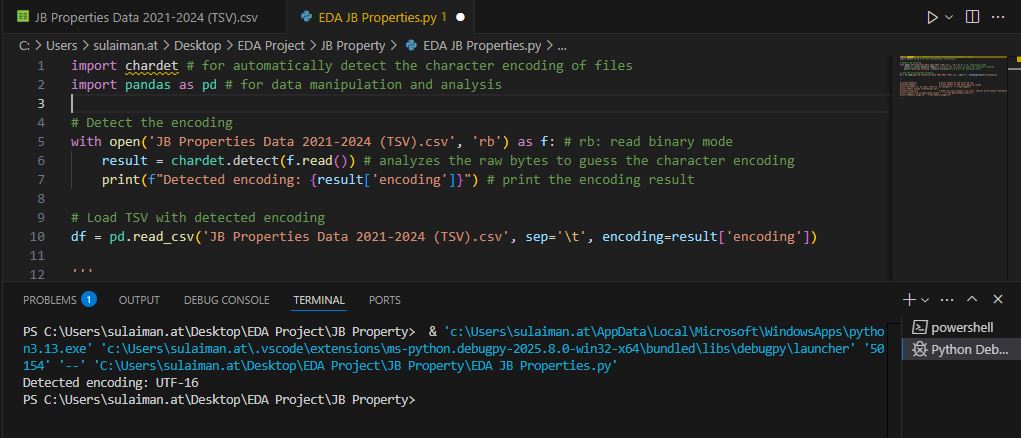 JB Properties Data 2021-2024 (TSV).csv
EDA JB Properties.py 1
C: > Users > sulaiman.at > Desktop > EDA Project > JB Property > EDA JB Properties.py > ...
1 import chardet # for automatically detect the character encoding of files
2 import pandas as pd # for data manipulation and analysis
3
4 # Detect the encoding
5 with open('JB Properties Data 2021-2024 (TSV).csv', 'rb') as f: # rb: read binary mode
6 result = chardet.detect(f.read()) # analyzes the raw bytes to guess the character encoding
7 print(f"Detected encoding: {result['encoding']}") # print the encoding result
8
9 # Load TSV with detected encoding
10 df = pd.read_csv('JB Properties Data 2021-2024 (TSV).csv', sep='\t', encoding=result['encoding'])
11
12 '''
PROBLEMS 1 OUTPUT DEBUG CONSOLE TERMINAL PORTS
PS C:\Users\sulaiman.at\Desktop\EDA Project\JB Property> & 'c:\Users\sulaiman.at\AppData\Local\Microsoft\WindowsApps\pytho
n3.13.exe' 'c:\Users\sulaiman.at\.vscode\extensions\ms-python.debugpy-2025.8.0-win32-x64\bundled\libs\debugpy\launcher' '50
154' '--' 'C:\Users\sulaiman.at\Desktop\EDA Project\JB Property\EDA JB Properties.py'
Detected encoding: UTF-16
PS C:\Users\sulaiman.at\Desktop\EDA Project\JB Property>
powershell
Python Deb...